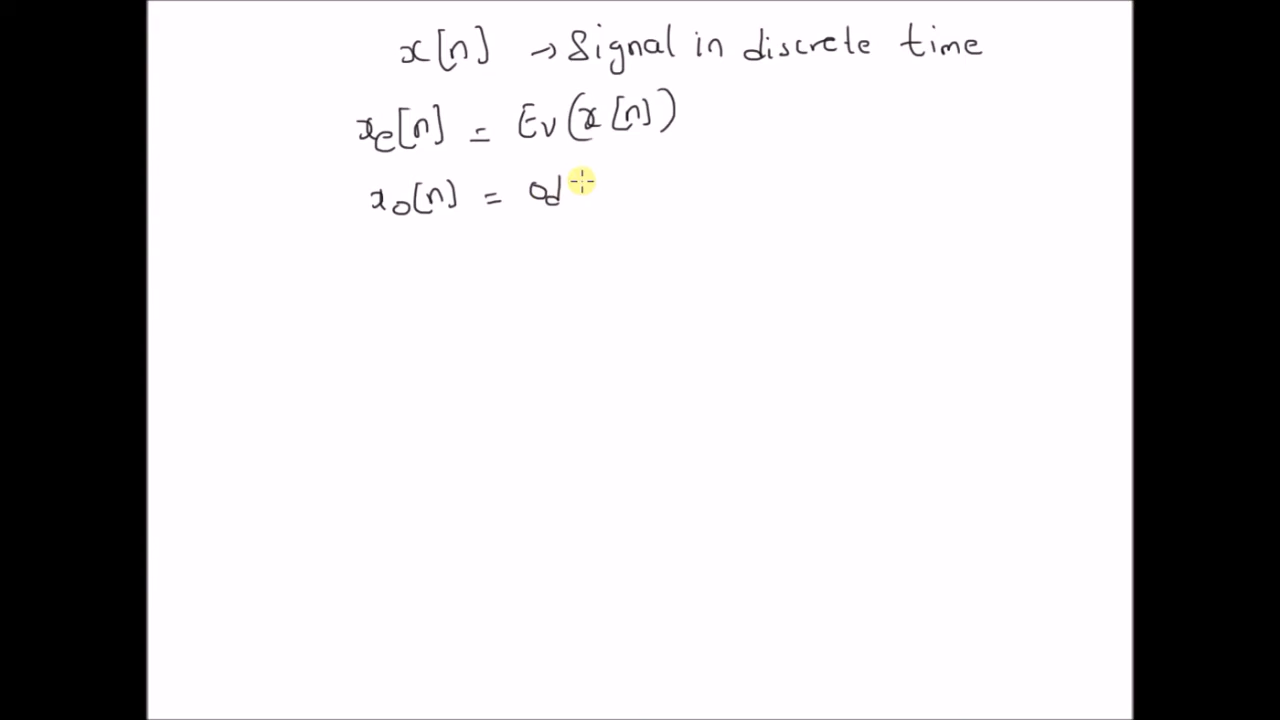 x[n] → Signal in discrete time
xe[n] = Ev(x[n])
xo[n] = Od